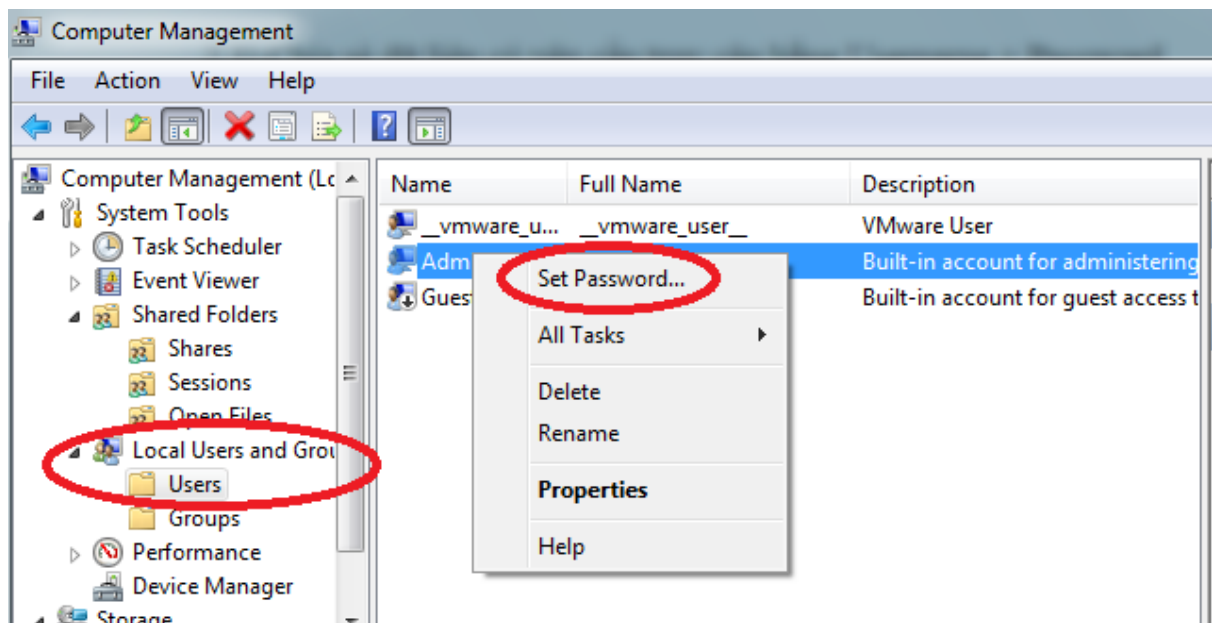 Computer Management
File Action View Help
Computer Management (Lc
System Tools
Task Scheduler
Event Viewer
Shared Folders
Shares
Sessions
Open Files
Local Users and Grou
Users
Groups
Performance
Device Manager
Storage
Name Full Name Description
__vmware_u... __vmware_user__ VMware User
Adm Built-in account for administering
Gues Built-in account for guest access t
Set Password...
All Tasks
Delete
Rename
Properties
Help